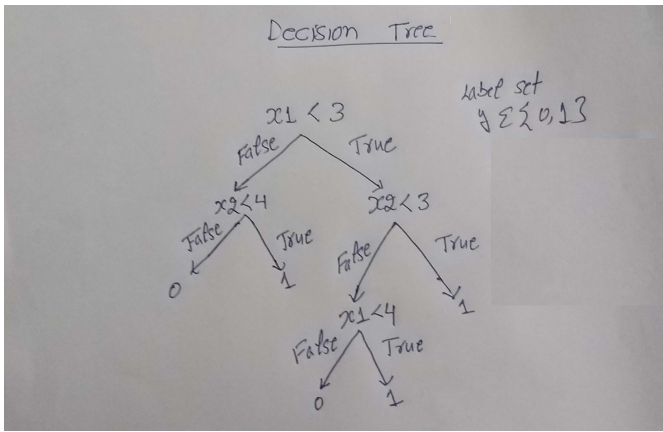 Decision Tree
Label set
y ∈ {0,1}
x1 < 3
False True
x2<4 x2<3
False True False True
0 1 x1<4 1
False True
0 1